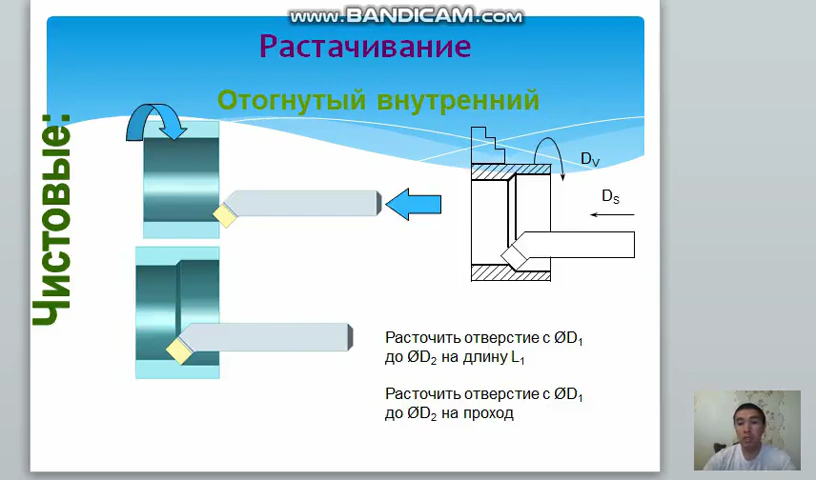 www.BANDICAM.com
Растачивание
Отогнутый внутренний
Чистовые:
DV
DS
Расточить отверстие с ØD1
до ØD2 на длину L1
Расточить отверстие с ØD1
до ØD2 на проход